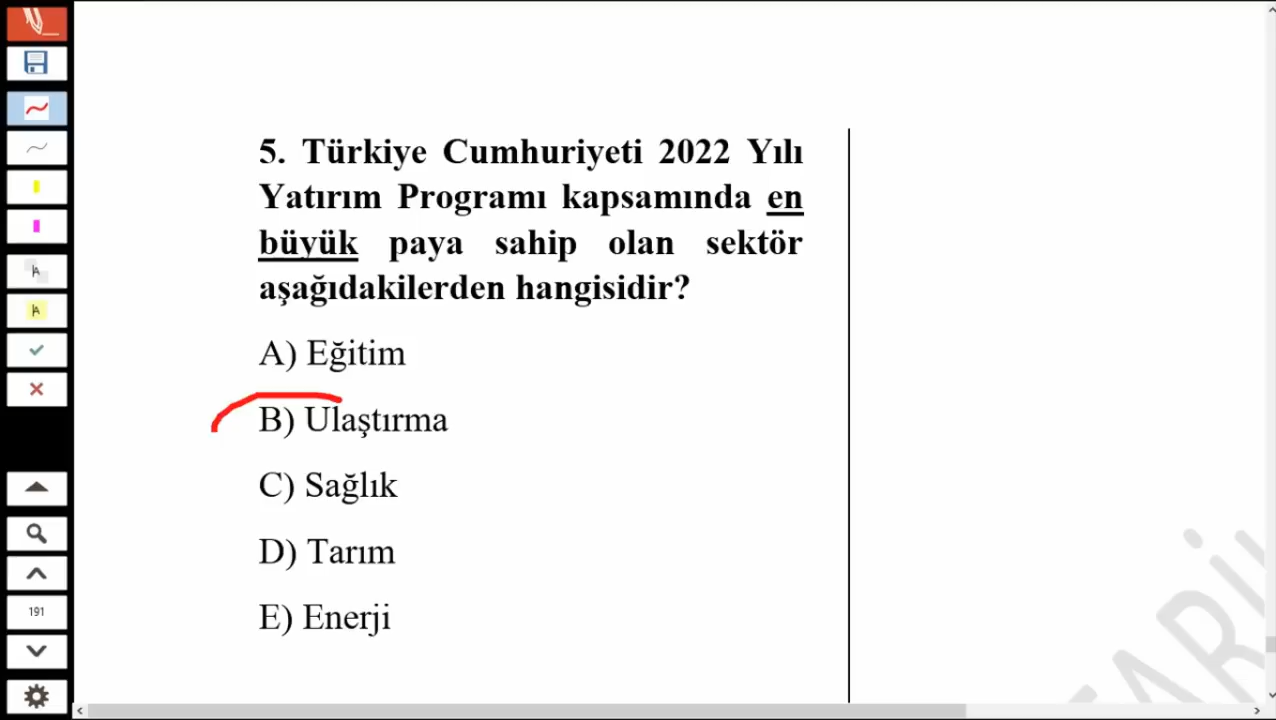 5. Türkiye Cumhuriyeti 2022 Yılı
Yatırım Programı kapsamında en
büyük paya sahip olan sektör
aşağıdakilerden hangisidir?
A) Eğitim
B) Ulaştırma
C) Sağlık
D) Tarım
E) Enerji
A
A
191